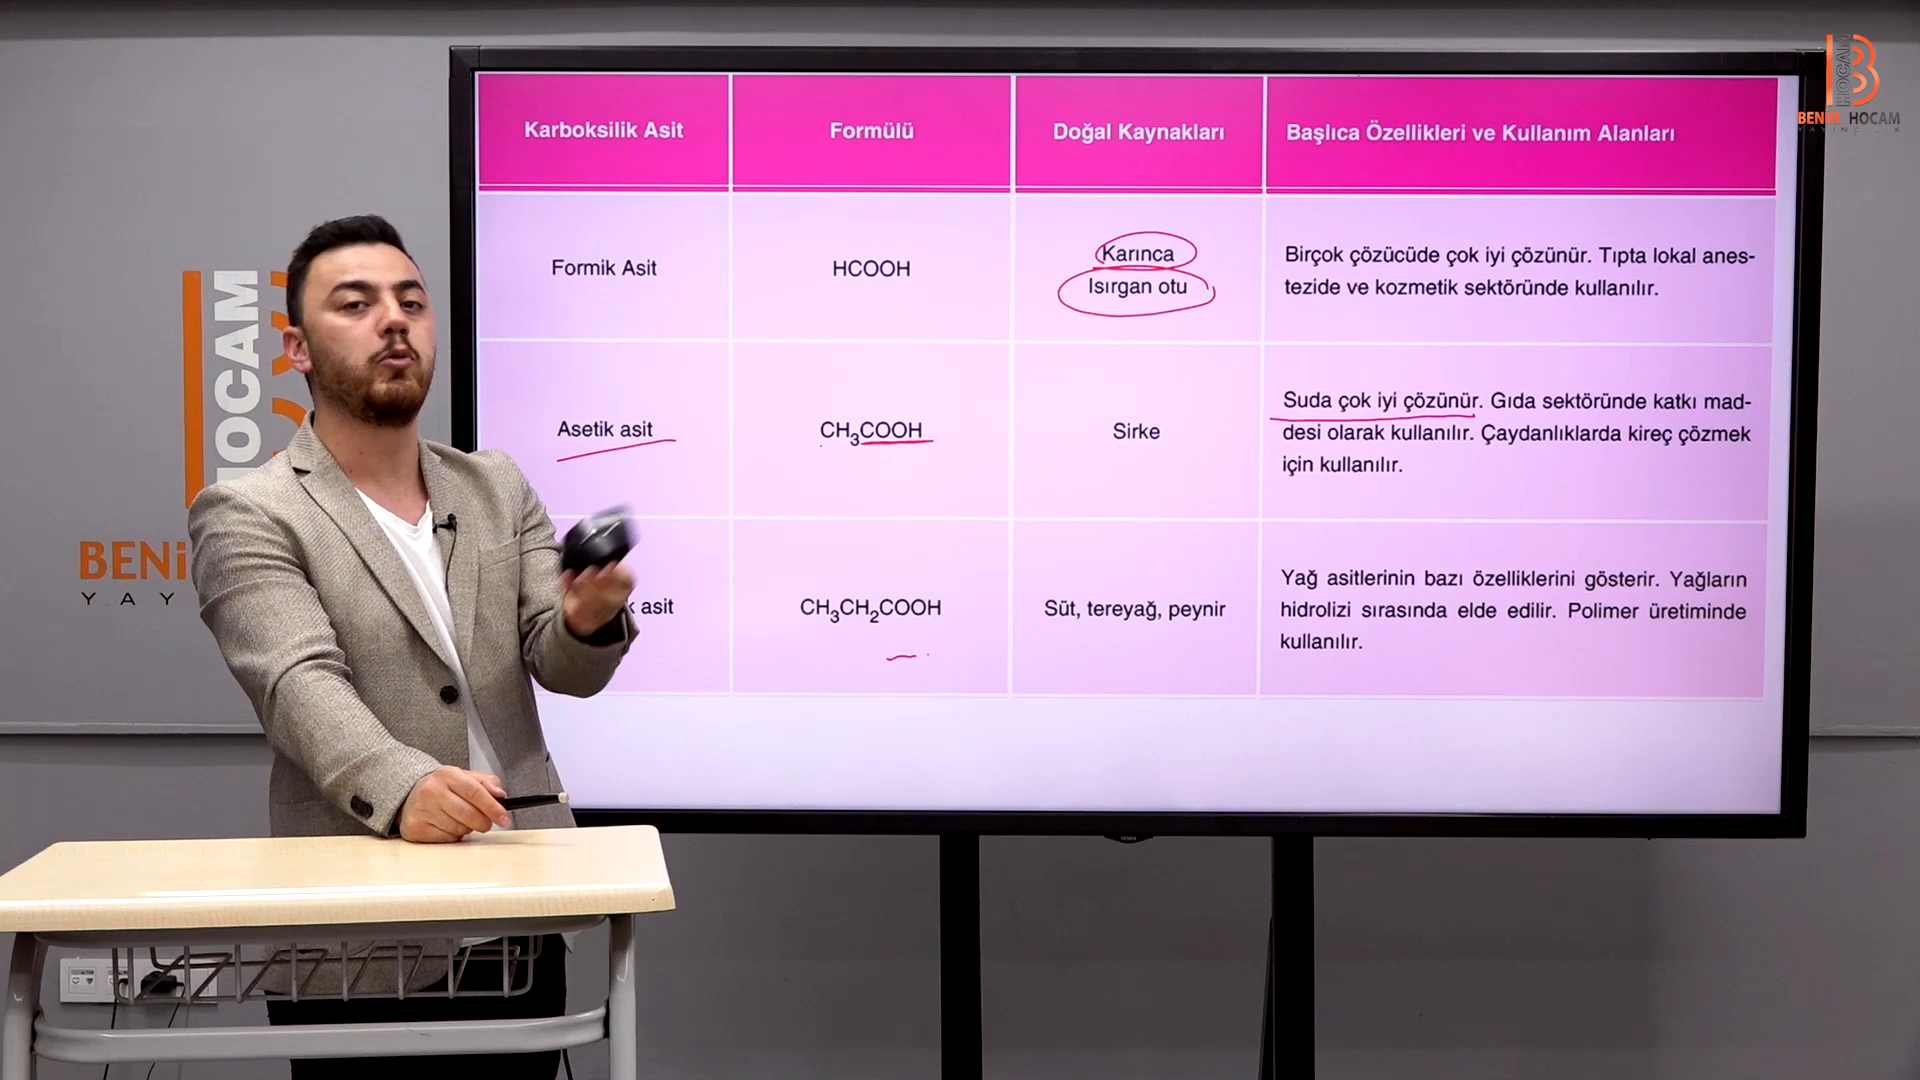 BENİM HOCAM
YAYINCILIK
Karboksilik Asit
Formülü
Doğal Kaynakları
Başlıca Özellikleri ve Kullanım Alanları
Formik Asit
HCOOH
Karınca
Isırgan otu
Birçok çözücüde çok iyi çözünür. Tıpta lokal anes-
tezide ve kozmetik sektöründe kullanılır.
Asetik asit
CH₃COOH
Sirke
Suda çok iyi çözünür. Gıda sektöründe katkı mad-
desi olarak kullanılır. Çaydanlıklarda kireç çözmek
için kullanılır.
asit
CH₃CH₂COOH
Süt, tereyağ, peynir
Yağ asitlerinin bazı özelliklerini gösterir. Yağların
hidrolizi sırasında elde edilir. Polimer üretiminde
kullanılır.
HOCAM
BENİ
YAY
HOCAM